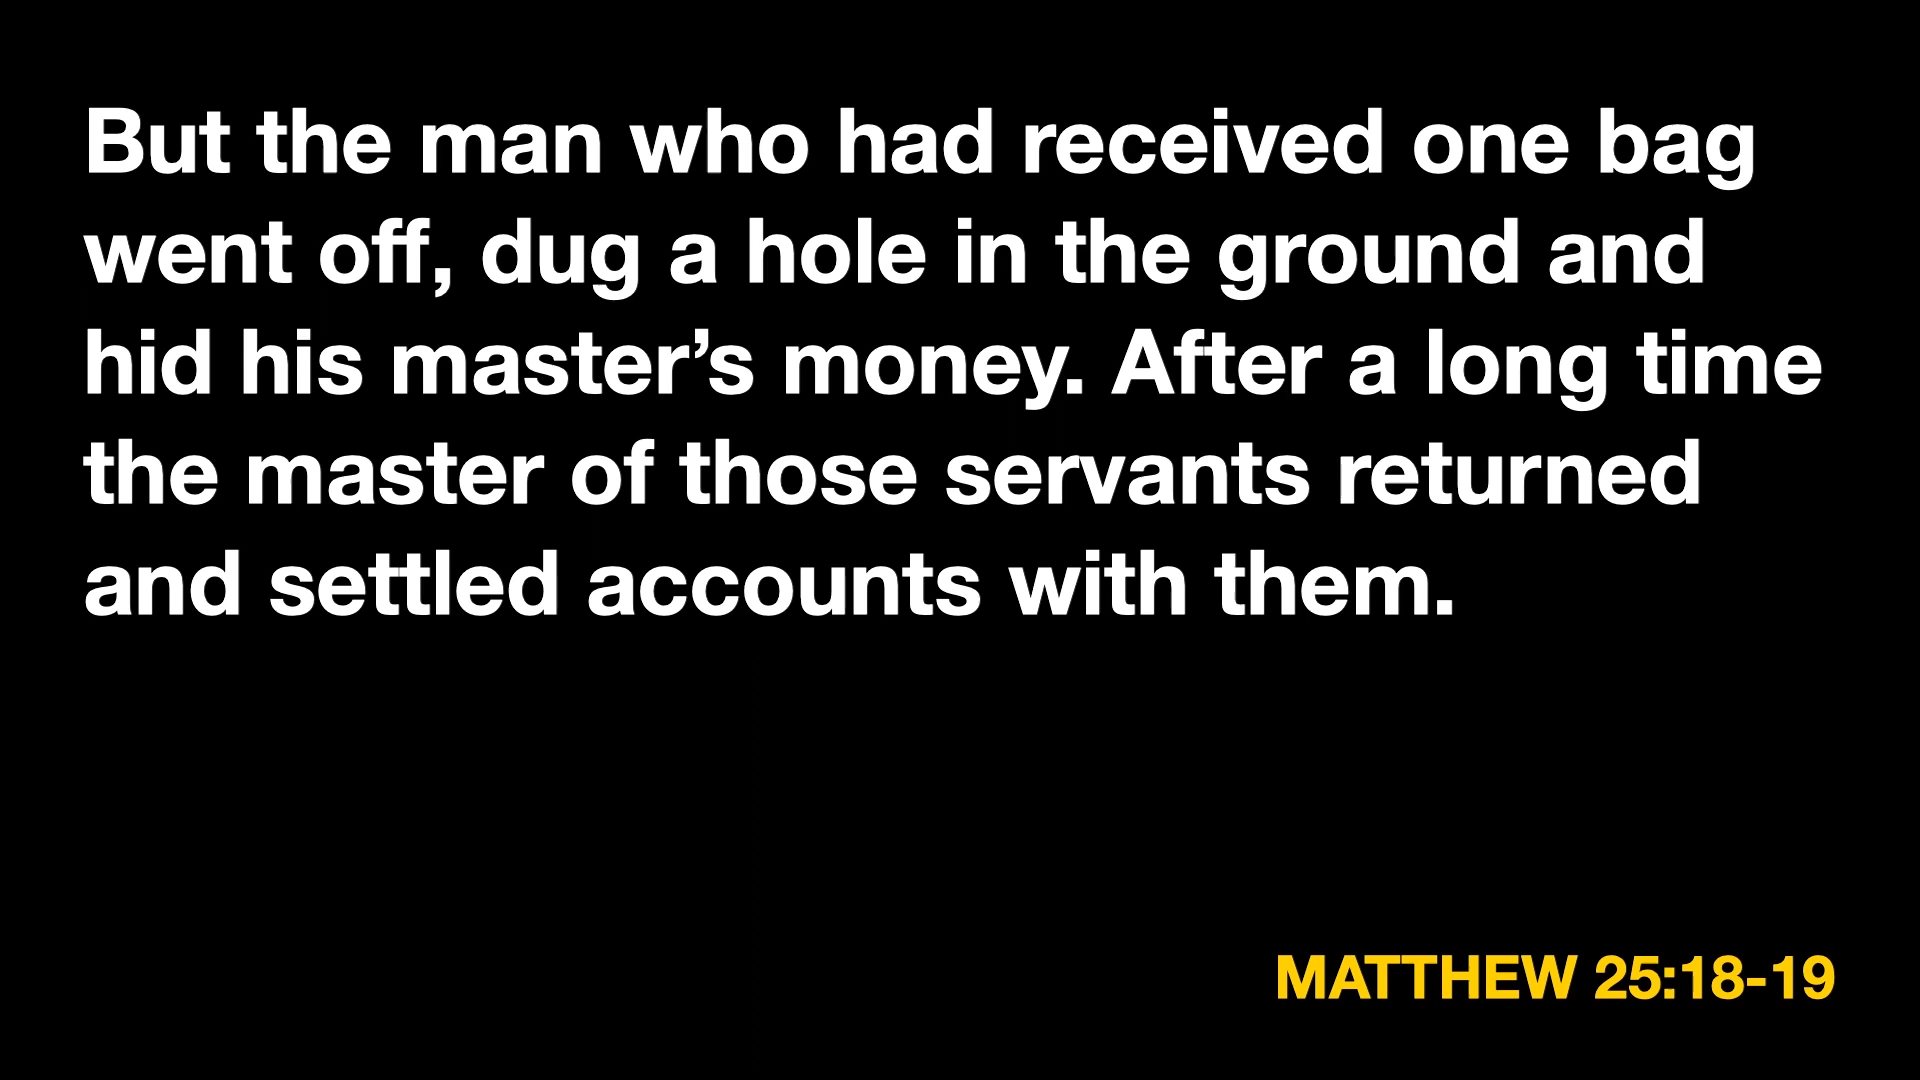 But the man who had received one bag
went off, dug a hole in the ground and
hid his master’s money. After a long time
the master of those servants returned
and settled accounts with them.
MATTHEW 25:18-19